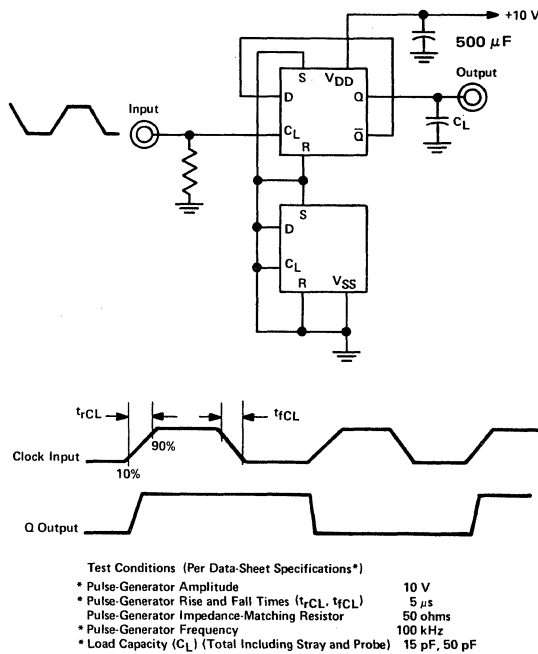 +10 V
500 µF
S
VDD
Output
D
Q
Input
CL
Q̅
CL
R
S
D
CL
VSS
R
trCL
tfCL
90%
Clock Input
10%
Q Output
Test Conditions (Per Data-Sheet Specifications*)
* Pulse-Generator Amplitude 10 V
* Pulse-Generator Rise and Fall Times (trCL, tfCL) 5 µs
Pulse-Generator Impedance-Matching Resistor 50 ohms
* Pulse-Generator Frequency 100 kHz
* Load Capacity (CL) (Total Including Stray and Probe) 15 pF, 50 pF